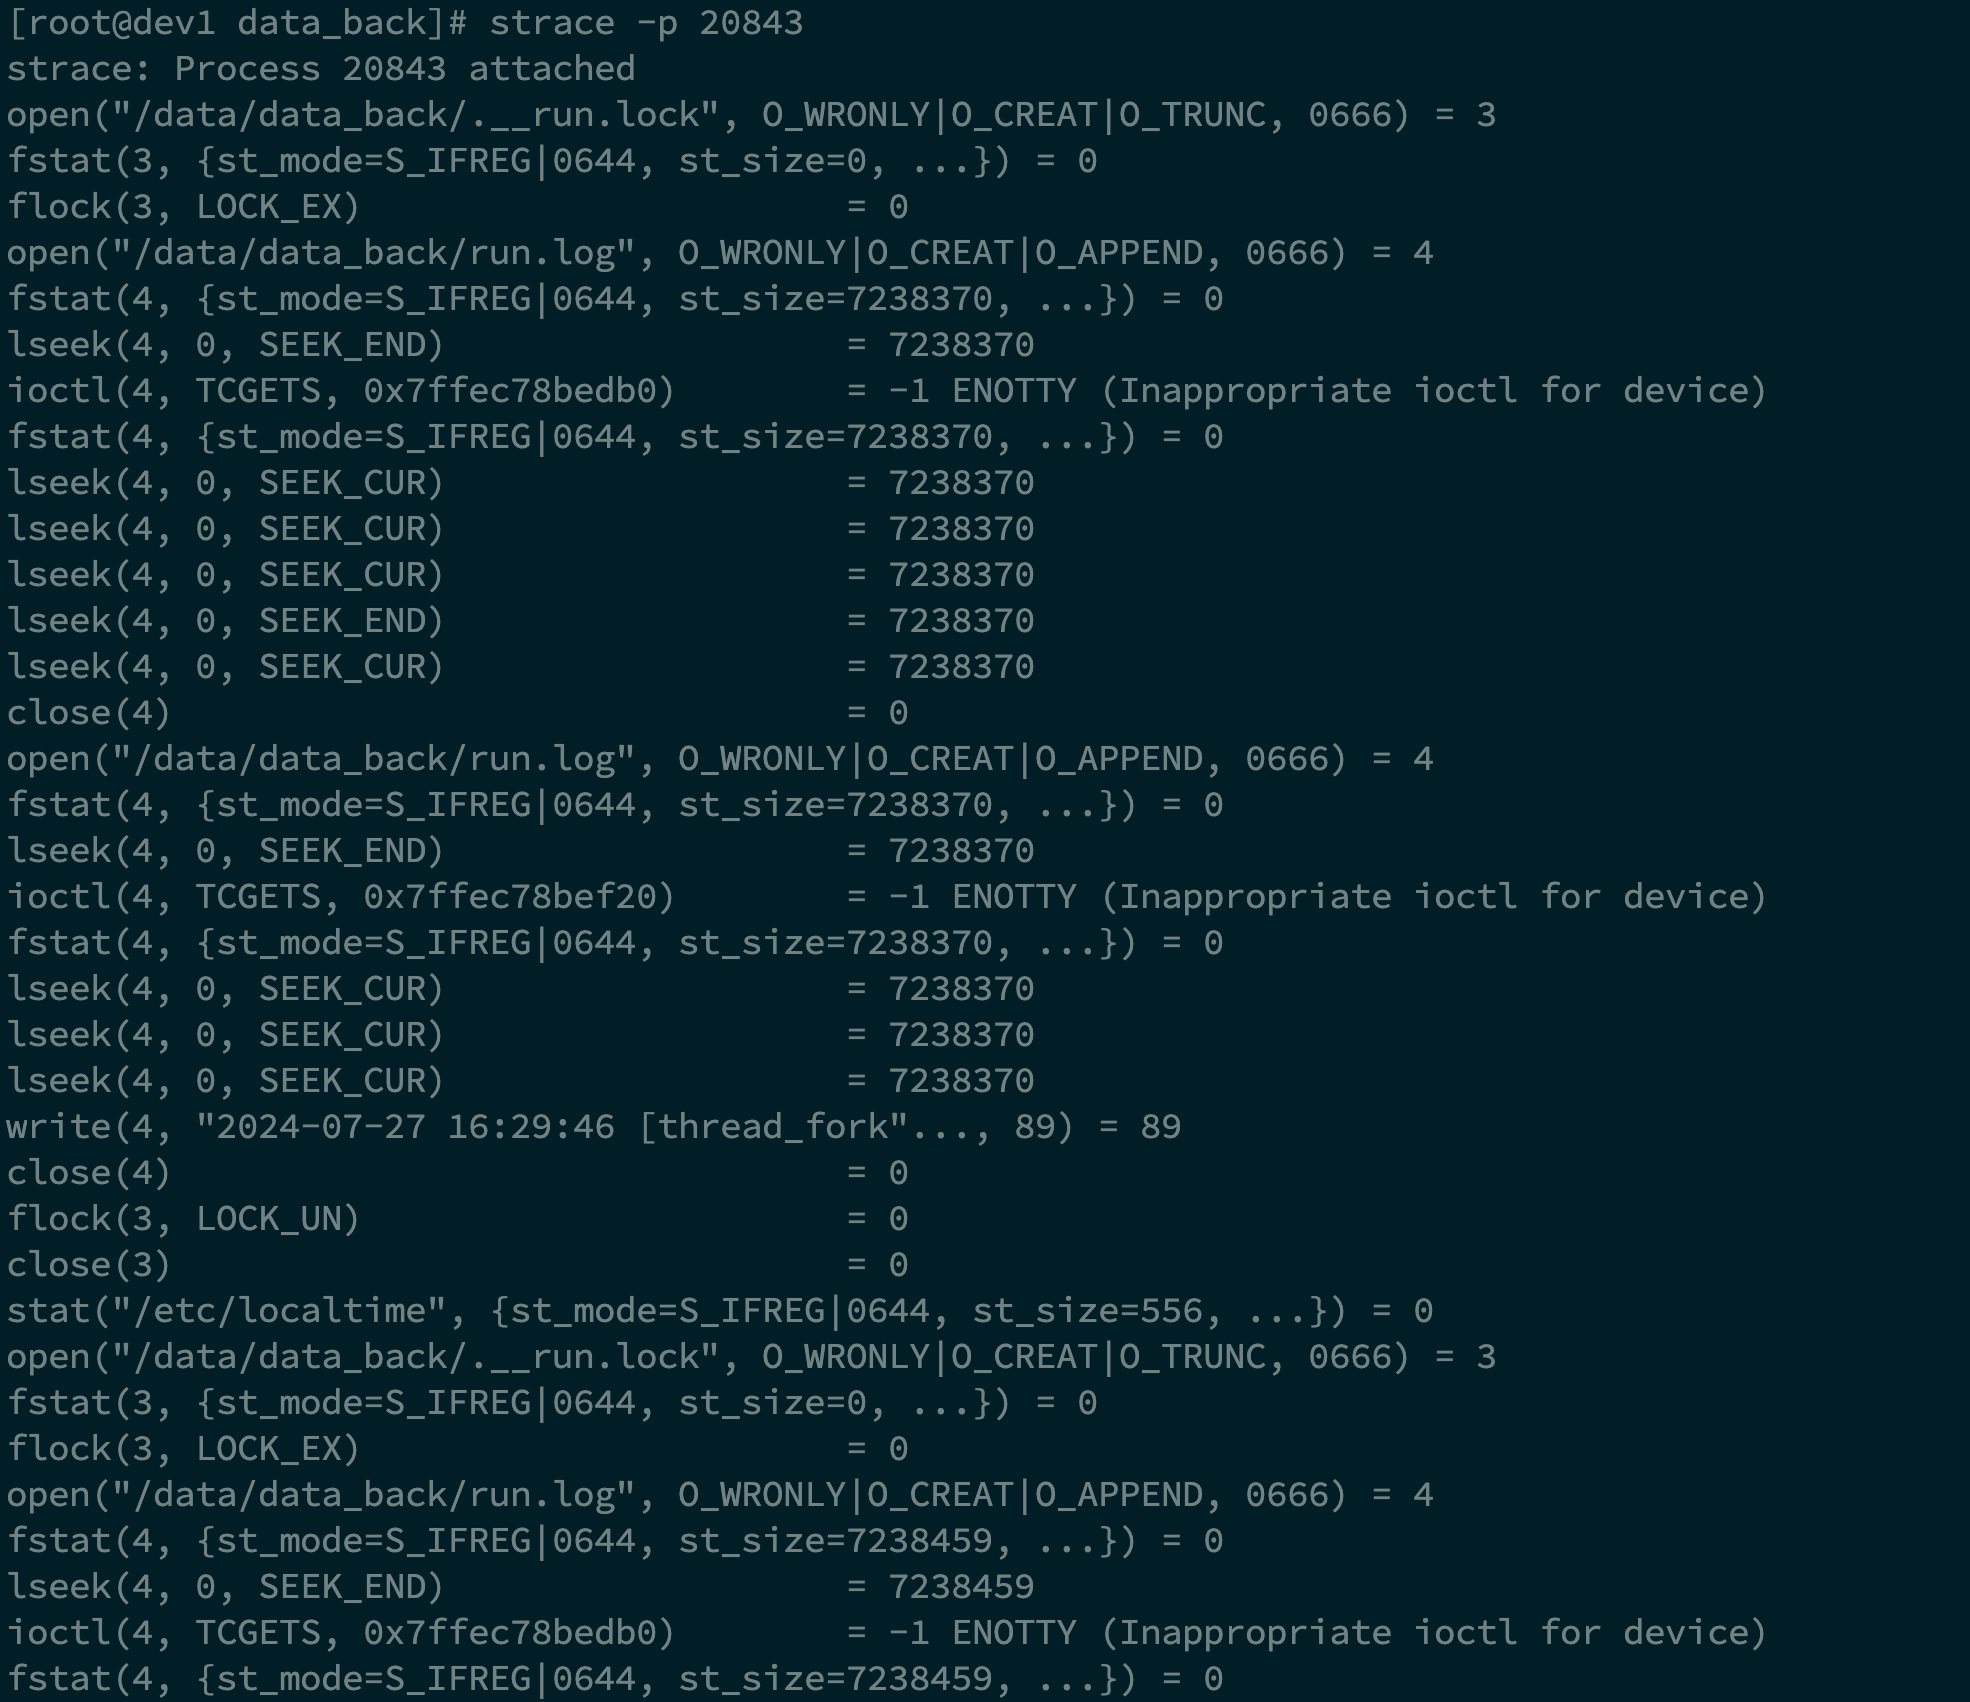 [root@dev1 data_back]# strace -p 20843
strace: Process 20843 attached
open("/data/data_back/.__run.lock", O_WRONLY|O_CREAT|O_TRUNC, 0666) = 3
fstat(3, {st_mode=S_IFREG|0644, st_size=0, ...}) = 0
flock(3, LOCK_EX)                       = 0
open("/data/data_back/run.log", O_WRONLY|O_CREAT|O_APPEND, 0666) = 4
fstat(4, {st_mode=S_IFREG|0644, st_size=7238370, ...}) = 0
lseek(4, 0, SEEK_END)                   = 7238370
ioctl(4, TCGETS, 0x7ffec78bedb0)        = -1 ENOTTY (Inappropriate ioctl for device)
fstat(4, {st_mode=S_IFREG|0644, st_size=7238370, ...}) = 0
lseek(4, 0, SEEK_CUR)                   = 7238370
lseek(4, 0, SEEK_CUR)                   = 7238370
lseek(4, 0, SEEK_CUR)                   = 7238370
lseek(4, 0, SEEK_END)                   = 7238370
lseek(4, 0, SEEK_CUR)                   = 7238370
close(4)                                = 0
open("/data/data_back/run.log", O_WRONLY|O_CREAT|O_APPEND, 0666) = 4
fstat(4, {st_mode=S_IFREG|0644, st_size=7238370, ...}) = 0
lseek(4, 0, SEEK_END)                   = 7238370
ioctl(4, TCGETS, 0x7ffec78bef20)        = -1 ENOTTY (Inappropriate ioctl for device)
fstat(4, {st_mode=S_IFREG|0644, st_size=7238370, ...}) = 0
lseek(4, 0, SEEK_CUR)                   = 7238370
lseek(4, 0, SEEK_CUR)                   = 7238370
lseek(4, 0, SEEK_CUR)                   = 7238370
write(4, "2024-07-27 16:29:46 [thread_fork"..., 89) = 89
close(4)                                = 0
flock(3, LOCK_UN)                       = 0
close(3)                                = 0
stat("/etc/localtime", {st_mode=S_IFREG|0644, st_size=556, ...}) = 0
open("/data/data_back/.__run.lock", O_WRONLY|O_CREAT|O_TRUNC, 0666) = 3
fstat(3, {st_mode=S_IFREG|0644, st_size=0, ...}) = 0
flock(3, LOCK_EX)                       = 0
open("/data/data_back/run.log", O_WRONLY|O_CREAT|O_APPEND, 0666) = 4
fstat(4, {st_mode=S_IFREG|0644, st_size=7238459, ...}) = 0
lseek(4, 0, SEEK_END)                   = 7238459
ioctl(4, TCGETS, 0x7ffec78bedb0)        = -1 ENOTTY (Inappropriate ioctl for device)
fstat(4, {st_mode=S_IFREG|0644, st_size=7238459, ...}) = 0